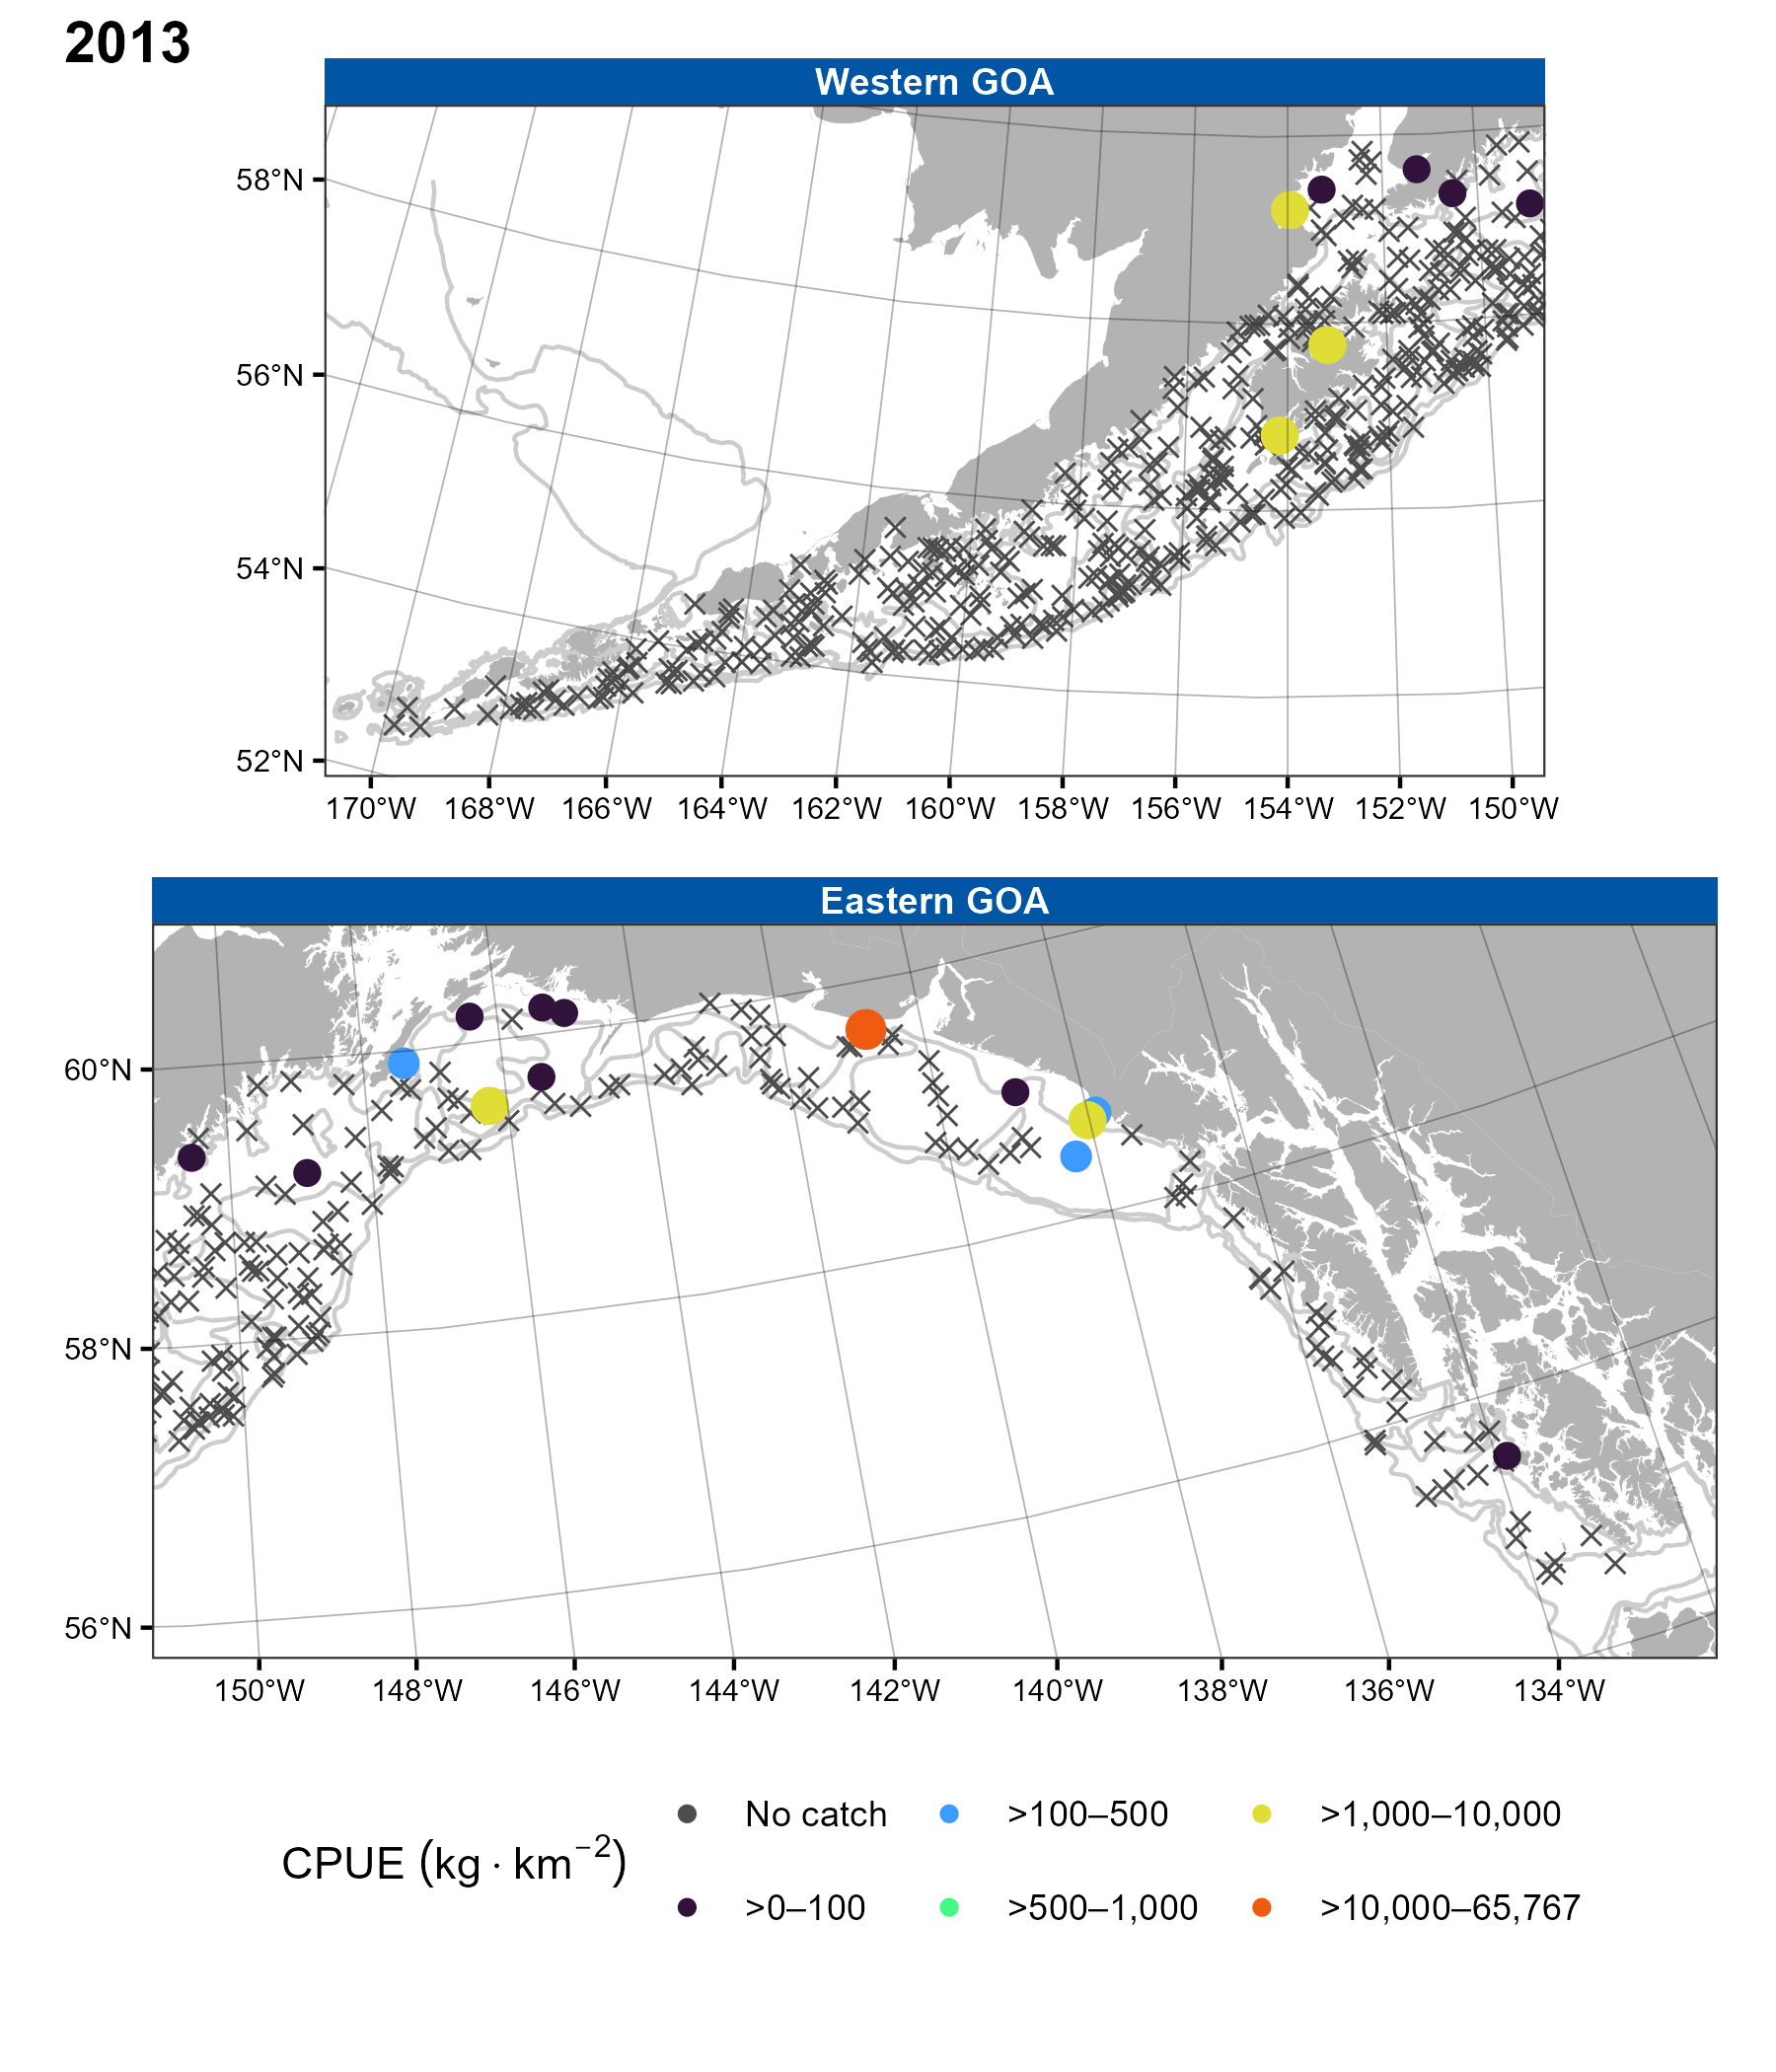 2013
Western GOA
58°N
56°N
54°N
52°N
170°W 168°W 166°W 164°W 162°W 160°W 158°W 156°W 154°W 152°W 150°W
Eastern GOA
60°N
58°N
56°N
150°W 148°W 146°W 144°W 142°W 140°W 138°W 136°W 134°W
CPUE (kg · km⁻²)
No catch >100–500 >1,000–10,000
>0–100 >500–1,000 >10,000–65,767